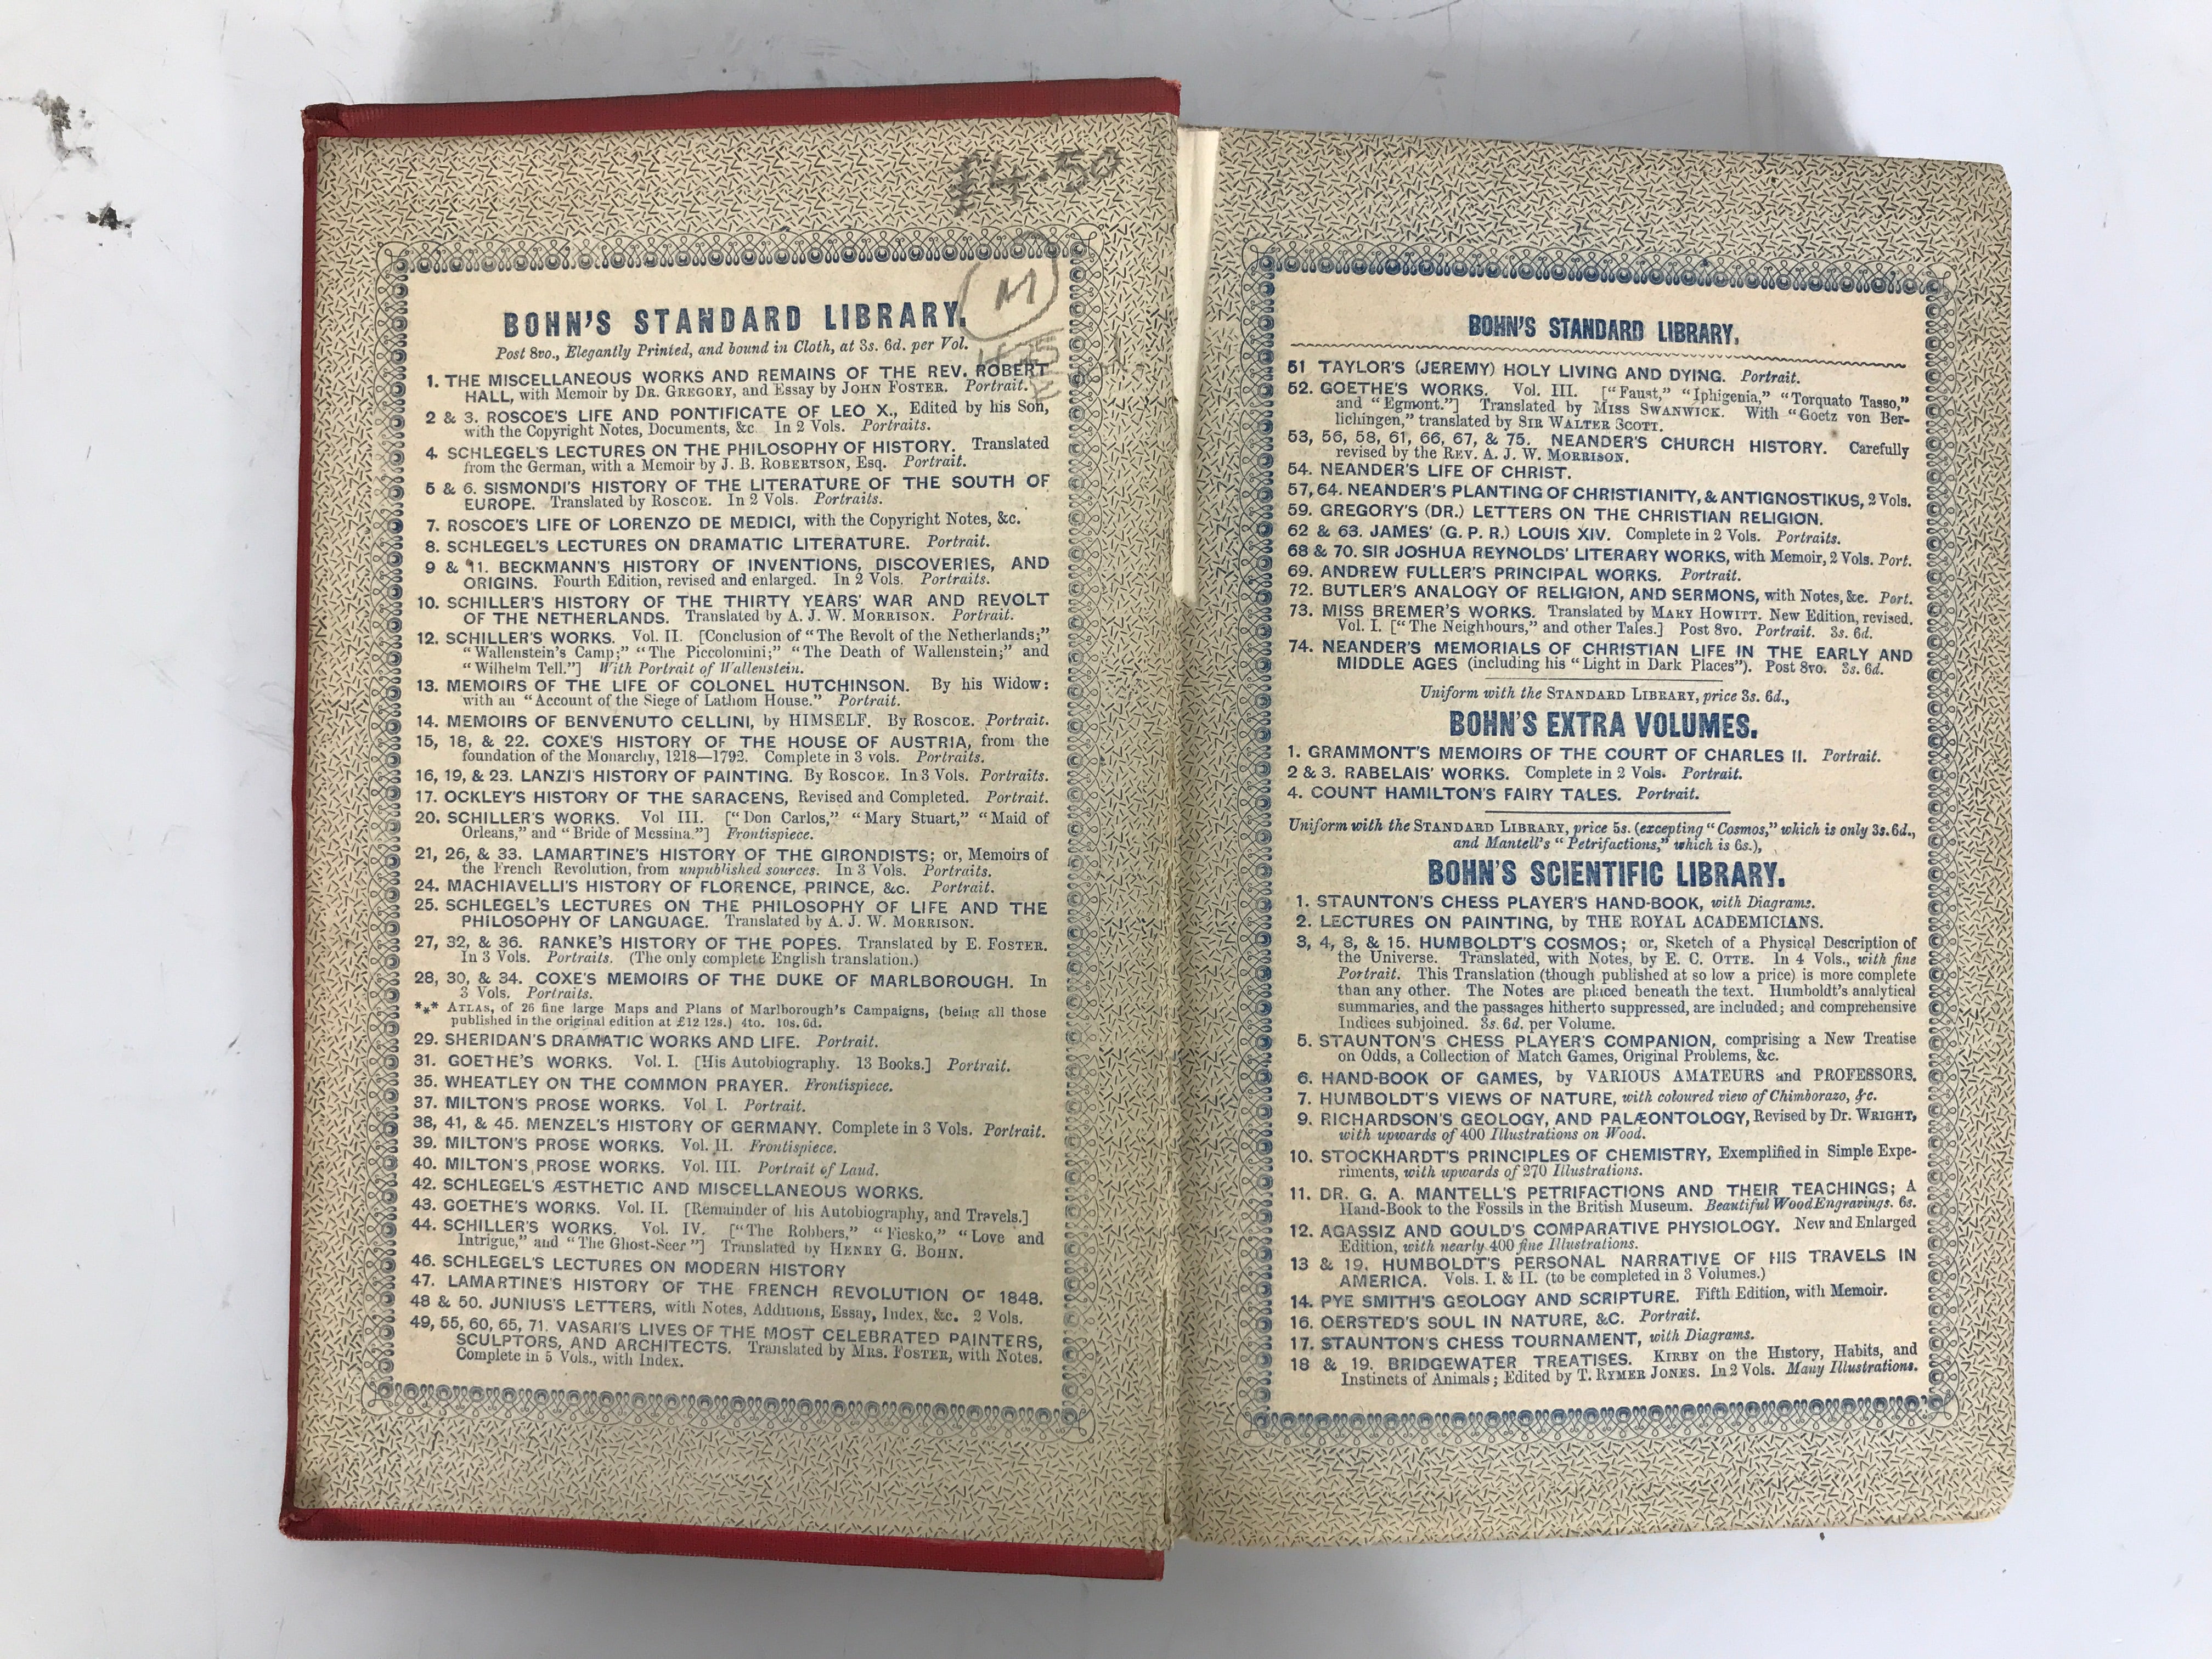 £4.50
M
BOHN'S STANDARD LIBRARY.
Post 8vo., Elegantly Printed, and bound in Cloth, at 3s. 6d. per Vol.
1. THE MISCELLANEOUS WORKS AND REMAINS OF THE REV. ROBERT
HALL, with Memoir by DR. GREGORY, and Essay by JOHN FOSTER. Portrait.
2 & 3. ROSCOE'S LIFE AND PONTIFICATE OF LEO X., Edited by his Son,
with the Copyright Notes, Documents, &c In 2 Vols. Portraits.
4. SCHLEGEL'S LECTURES ON THE PHILOSOPHY OF HISTORY. Translated
from the German, with a Memoir by J. B. ROBERTSON, Esq. Portrait.
5 & 6. SISMONDI'S HISTORY OF THE LITERATURE OF THE SOUTH OF
EUROPE. Translated by ROSCOE. In 2 Vols. Portraits.
7. ROSCOE'S LIFE OF LORENZO DE MEDICI, with the Copyright Notes, &c.
8. SCHLEGEL'S LECTURES ON DRAMATIC LITERATURE. Portrait.
9 & 11. BECKMANN'S HISTORY OF INVENTIONS, DISCOVERIES, AND
ORIGINS. Fourth Edition, revised and enlarged. In 2 Vols. Portraits.
10. SCHILLER'S HISTORY OF THE THIRTY YEARS' WAR AND REVOLT
OF THE NETHERLANDS. Translated by A. J. W. MORRISON. Portrait.
12. SCHILLER'S WORKS. Vol. II. [Conclusion of "The Revolt of the Netherlands;"
"Wallenstein's Camp;" "The Piccolomini;" "The Death of Wallenstein;" and
"Wilhelm Tell."] With Portrait of Wallenstein.
13. MEMOIRS OF THE LIFE OF COLONEL HUTCHINSON. By his Widow:
with an "Account of the Siege of Lathom House." Portrait.
14. MEMOIRS OF BENVENUTO CELLINI, by HIMSELF. By ROSCOE. Portrait.
15, 18, & 22. COXE'S HISTORY OF THE HOUSE OF AUSTRIA, from the
foundation of the Monarchy, 1218—1792. Complete in 3 vols. Portraits.
16, 19, & 23. LANZI'S HISTORY OF PAINTING. By ROSCOE. In 3 Vols. Portraits.
17. OCKLEY'S HISTORY OF THE SARACENS, Revised and Completed. Portrait.
20. SCHILLER'S WORKS. Vol III. ["Don Carlos," "Mary Stuart," "Maid of
Orleans," and "Bride of Messina."] Frontispiece.
21, 26, & 33. LAMARTINE'S HISTORY OF THE GIRONDISTS; or, Memoirs of
the French Revolution, from unpublished sources. In 3 Vols. Portraits.
24. MACHIAVELLI'S HISTORY OF FLORENCE, PRINCE, &c. Portrait.
25. SCHLEGEL'S LECTURES ON THE PHILOSOPHY OF LIFE AND THE
PHILOSOPHY OF LANGUAGE. Translated by A. J. W. MORRISON.
27, 32, & 36. RANKE'S HISTORY OF THE POPES. Translated by E. FOSTER.
In 3 Vols. Portraits. (The only complete English translation.)
28, 30, & 34. COXE'S MEMOIRS OF THE DUKE OF MARLBOROUGH. In
3 Vols. Portraits.
*** ATLAS, of 26 fine large Maps and Plans of Marlborough's Campaigns, (being all those
published in the original edition at £12 12s.) 4to. 10s. 6d.
29. SHERIDAN'S DRAMATIC WORKS AND LIFE. Portrait.
31. GOETHE'S WORKS. Vol. I. [His Autobiography. 13 Books.] Portrait.
35. WHEATLEY ON THE COMMON PRAYER. Frontispiece.
37. MILTON'S PROSE WORKS. Vol I. Portrait.
38, 41, & 45. MENZEL'S HISTORY OF GERMANY. Complete in 3 Vols. Portrait.
39. MILTON'S PROSE WORKS. Vol. II. Frontispiece.
40. MILTON'S PROSE WORKS. Vol. III. Portrait of Laud.
42. SCHLEGEL'S ÆSTHETIC AND MISCELLANEOUS WORKS.
43. GOETHE'S WORKS. Vol. II. [Remainder of his Autobiography, and Travels.]
44. SCHILLER'S WORKS. Vol. IV. ["The Robbers," "Fiesko," "Love and
Intrigue," and "The Ghost-Seer"] Translated by HENRY G. BOHN.
46. SCHLEGEL'S LECTURES ON MODERN HISTORY
47. LAMARTINE'S HISTORY OF THE FRENCH REVOLUTION OF 1848.
48 & 50. JUNIUS'S LETTERS, with Notes, Additions, Essay, Index, &c. 2 Vols.
49, 55, 60, 65, 71. VASARI'S LIVES OF THE MOST CELEBRATED PAINTERS,
SCULPTORS, AND ARCHITECTS. Translated by MRS. FOSTER, with Notes.
Complete in 5 Vols., with Index.
BOHN'S STANDARD LIBRARY.
51 TAYLOR'S (JEREMY) HOLY LIVING AND DYING. Portrait.
52. GOETHE'S WORKS. Vol. III. ["Faust," "Iphigenia," "Torquato Tasso,"
and "Egmont."] Translated by MISS SWANWICK. With "Goetz von Ber-
lichingen," translated by SIR WALTER SCOTT.
53, 56, 58, 61, 66, 67, & 75. NEANDER'S CHURCH HISTORY. Carefully
revised by the REV. A. J. W. MORRISON.
54. NEANDER'S LIFE OF CHRIST.
57, 64. NEANDER'S PLANTING OF CHRISTIANITY, & ANTIGNOSTIKUS, 2 Vols.
59. GREGORY'S (DR.) LETTERS ON THE CHRISTIAN RELIGION.
62 & 63. JAMES' (G. P. R.) LOUIS XIV. Complete in 2 Vols. Portraits.
68 & 70. SIR JOSHUA REYNOLDS' LITERARY WORKS, with Memoir, 2 Vols. Port.
69. ANDREW FULLER'S PRINCIPAL WORKS. Portrait.
72. BUTLER'S ANALOGY OF RELIGION, AND SERMONS, with Notes, &c. Port.
73. MISS BREMER'S WORKS. Translated by MARY HOWITT. New Edition, revised.
Vol. I. ["The Neighbours," and other Tales.] Post 8vo. Portrait. 3s. 6d.
74. NEANDER'S MEMORIALS OF CHRISTIAN LIFE IN THE EARLY AND
MIDDLE AGES (including his "Light in Dark Places"). Post 8vo. 3s. 6d.
Uniform with the STANDARD LIBRARY, price 3s. 6d.,
BOHN'S EXTRA VOLUMES.
1. GRAMMONT'S MEMOIRS OF THE COURT OF CHARLES II. Portrait.
2 & 3. RABELAIS' WORKS. Complete in 2 Vols. Portrait.
4. COUNT HAMILTON'S FAIRY TALES. Portrait.
Uniform with the STANDARD LIBRARY, price 5s. (excepting "Cosmos," which is only 3s. 6d.,
and Mantell's "Petrifactions," which is 6s.),
BOHN'S SCIENTIFIC LIBRARY.
1. STAUNTON'S CHESS PLAYER'S HAND-BOOK, with Diagrams.
2. LECTURES ON PAINTING, by THE ROYAL ACADEMICIANS.
3, 4, 8, & 15. HUMBOLDT'S COSMOS; or, Sketch of a Physical Description of
the Universe. Translated, with Notes, by E. C. OTTE. In 4 Vols., with fine
Portrait. This Translation (though published at so low a price) is more complete
than any other. The Notes are placed beneath the text. Humboldt's analytical
summaries, and the passages hitherto suppressed, are included; and comprehensive
Indices subjoined. 3s. 6d. per Volume.
5. STAUNTON'S CHESS PLAYER'S COMPANION, comprising a New Treatise
on Odds, a Collection of Match Games, Original Problems, &c.
6. HAND-BOOK OF GAMES, by VARIOUS AMATEURS and PROFESSORS.
7. HUMBOLDT'S VIEWS OF NATURE, with coloured view of Chimborazo, &c.
9. RICHARDSON'S GEOLOGY, AND PALÆONTOLOGY, Revised by Dr. WRIGHT,
with upwards of 400 Illustrations on Wood.
10. STOCKHARDT'S PRINCIPLES OF CHEMISTRY, Exemplified in Simple Expe-
riments, with upwards of 270 Illustrations.
11. DR. G. A. MANTELL'S PETRIFACTIONS AND THEIR TEACHINGS; A
Hand-Book to the Fossils in the British Museum. Beautiful Wood Engravings. 6s.
12. AGASSIZ AND GOULD'S COMPARATIVE PHYSIOLOGY. New and Enlarged
Edition, with nearly 400 fine Illustrations.
13 & 19. HUMBOLDT'S PERSONAL NARRATIVE OF HIS TRAVELS IN
AMERICA. Vols. I. & II. (to be completed in 3 Volumes.)
14. PYE SMITH'S GEOLOGY AND SCRIPTURE. Fifth Edition, with Memoir.
16. OERSTED'S SOUL IN NATURE, &C. Portrait.
17. STAUNTON'S CHESS TOURNAMENT, with Diagrams.
18 & 19. BRIDGEWATER TREATISES. KIRBY on the History, Habits, and
Instincts of Animals; Edited by T. RYMER JONES. In 2 Vols. Many Illustrations.